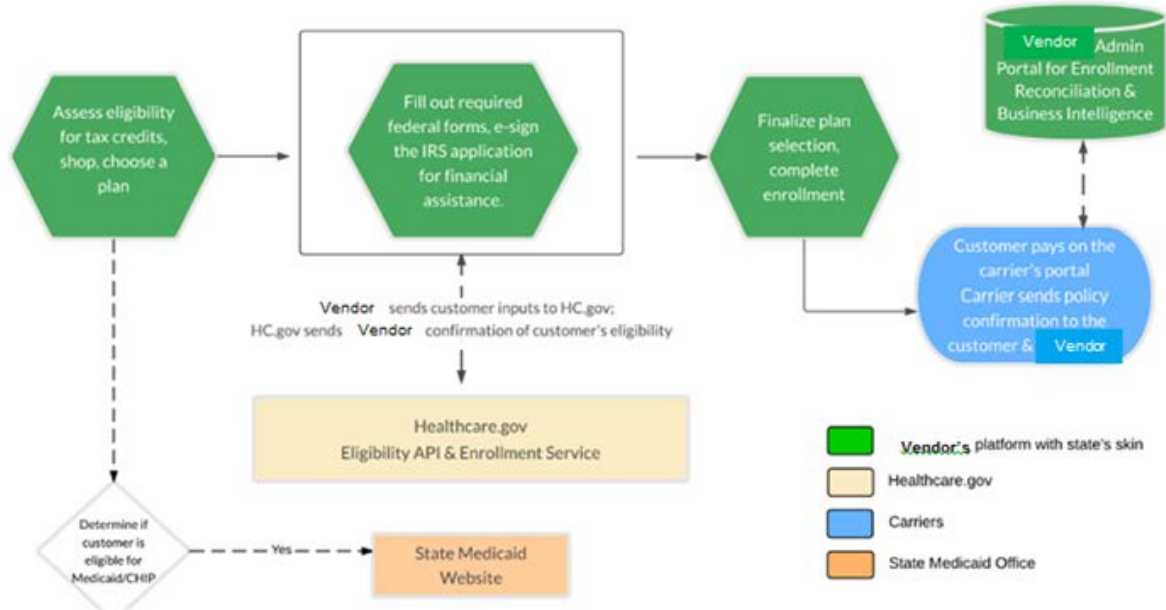 Assess eligibility
for tax credits,
shop, choose a
plan
Fill out required
federal forms, e-sign
the IRS application
for financial
assistance.
Finalize plan
selection,
complete
enrollment
Vendor Admin
Portal for Enrollment
Reconciliation &
Business Intelligence
Customer pays on the
carrier's portal
Carrier sends policy
confirmation to the
customer & Vendor
Vendor sends customer inputs to HC.gov;
HC.gov sends Vendor confirmation of customer's eligibility
Healthcare.gov
Eligibility API & Enrollment Service
Determine if
customer is
eligible for
Medicaid/CHIP
Yes
State Medicaid
Website
Vendor's platform with state's skin
Healthcare.gov
Carriers
State Medicaid Office